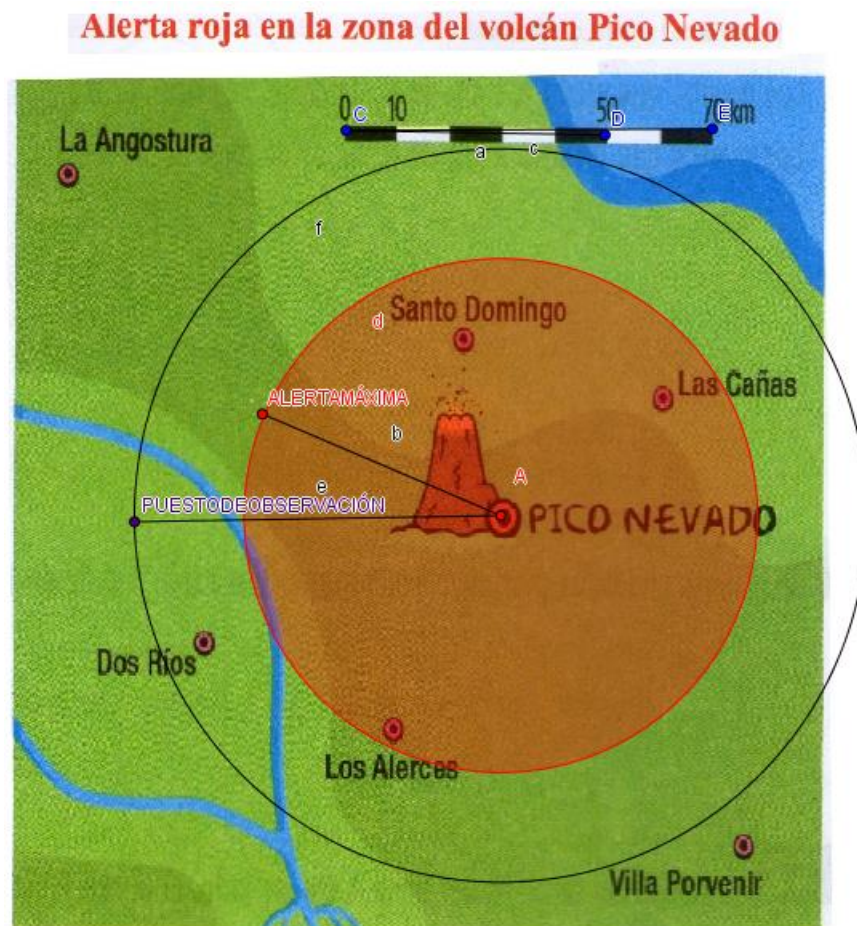 Alerta roja en la zona del volcán Pico Nevado
0 10 50 70 km
C D E
La Angostura
a c
f
Santo Domingo
d
Las Cañas
ALERTAMÁXIMA
b
A
e
PUESTODEOBSERVACIÓN
PICO NEVADO
Dos Ríos
Los Alerces
Villa Porvenir